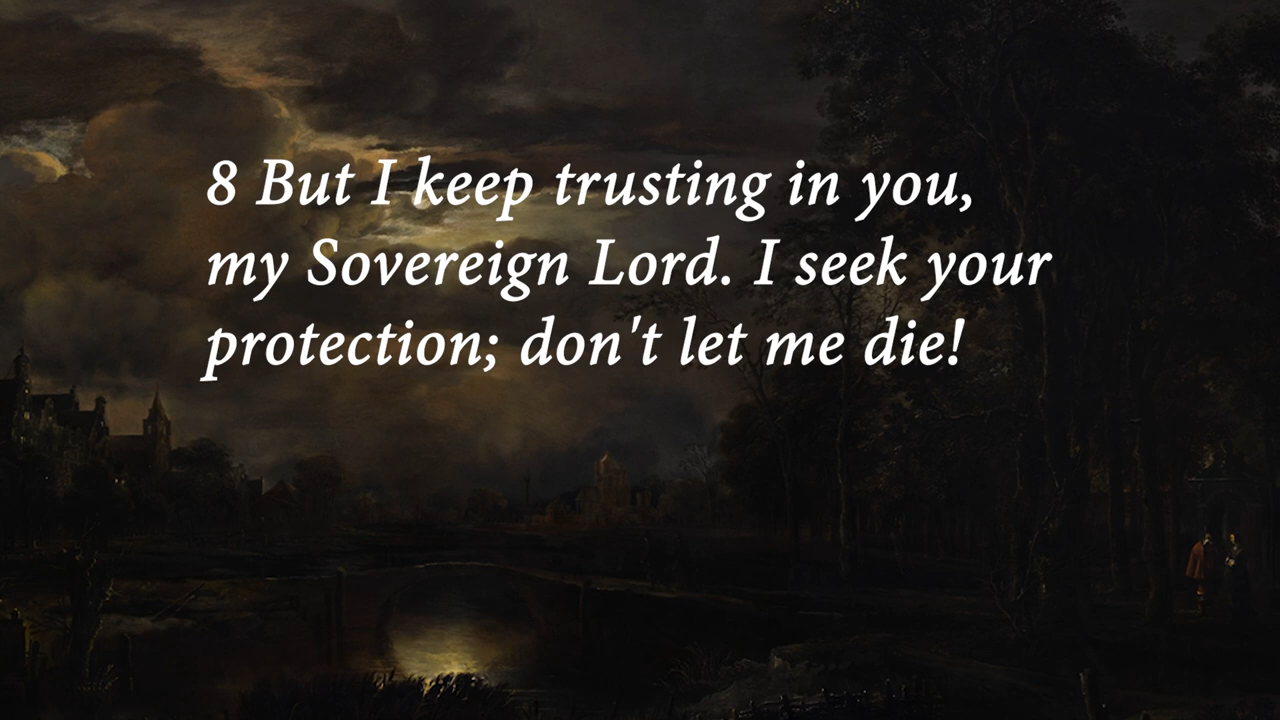 8 But I keep trusting in you,
my Sovereign Lord. I seek your
protection; don't let me die!